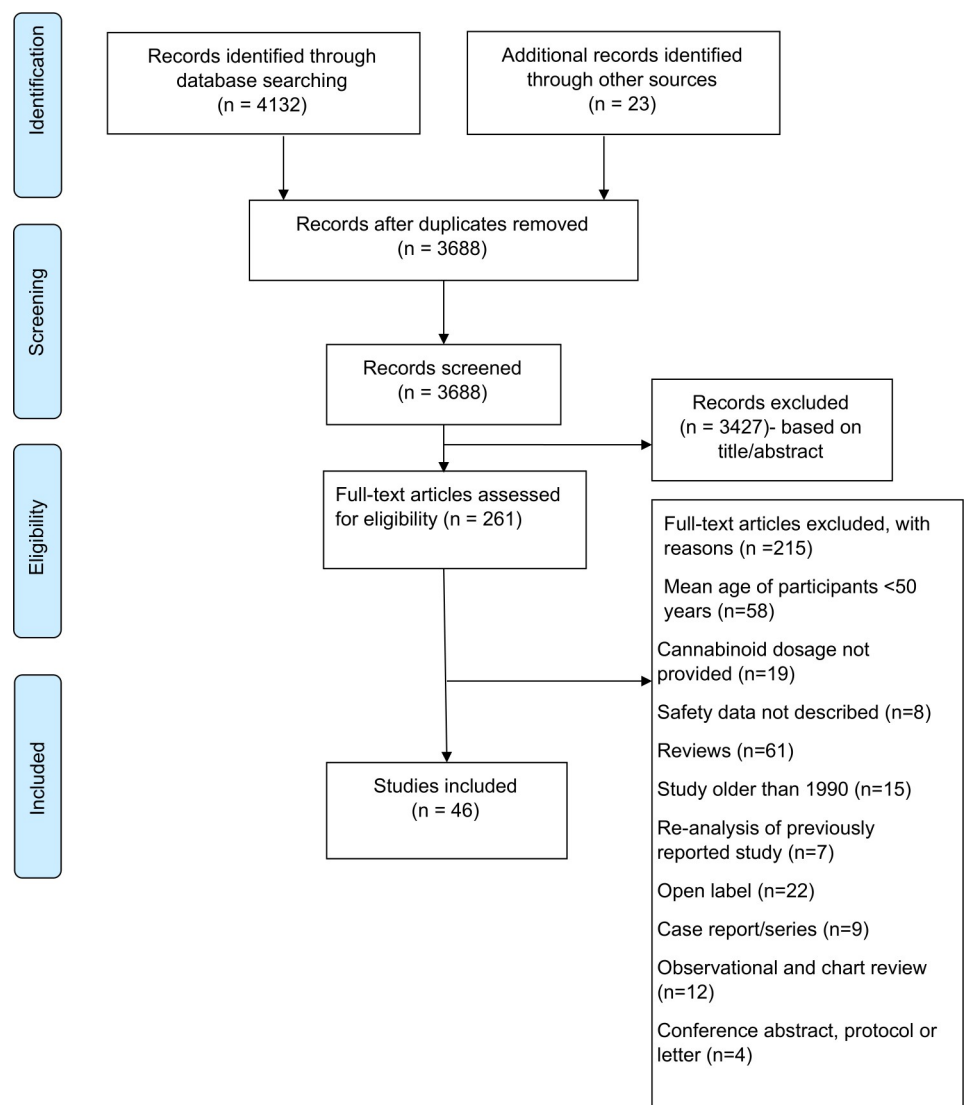 Identification
Records identified through
database searching
(n = 4132)
Additional records identified
through other sources
(n = 23)
Records after duplicates removed
(n = 3688)
Screening
Records screened
(n = 3688)
Records excluded
(n = 3427)- based on
title/abstract
Eligibility
Full-text articles assessed
for eligibility (n = 261)
Full-text articles excluded, with
reasons (n =215)
Mean age of participants <50
years (n=58)
Cannabinoid dosage not
provided (n=19)
Safety data not described (n=8)
Reviews (n=61)
Study older than 1990 (n=15)
Re-analysis of previously
reported study (n=7)
Open label (n=22)
Case report/series (n=9)
Observational and chart review
(n=12)
Conference abstract, protocol or
letter (n=4)
Included
Studies included
(n = 46)